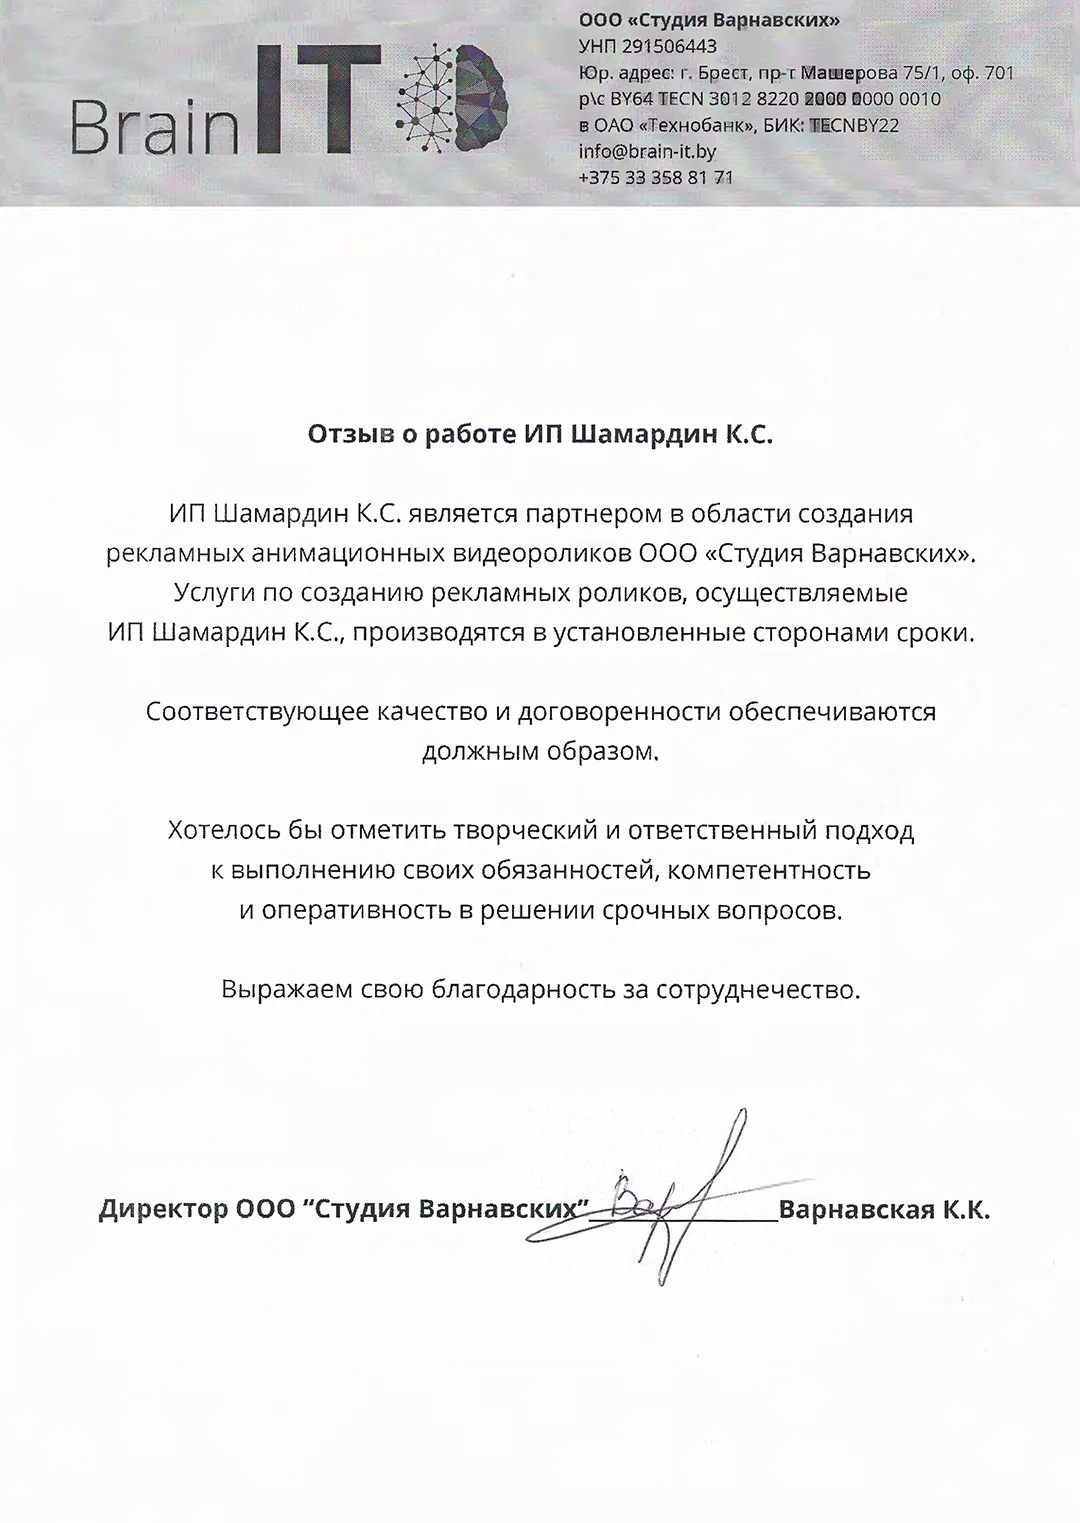 Brain IT
ООО «Студия Варнавских»
УНП 291506443
Юр. адрес: г. Брест, пр-т Машерова 75/1, оф. 701
р\с BY64 TECN 3012 8220 2000 0000 0010
в ОАО «Технобанк», БИК: TECNBY22
info@brain-it.by
+375 33 358 81 71
Отзыв о работе ИП Шамардин К.С.
ИП Шамардин К.С. является партнером в области создания
рекламных анимационных видеороликов ООО «Студия Варнавских».
Услуги по созданию рекламных роликов, осуществляемые
ИП Шамардин К.С., производятся в установленные сторонами сроки.
Соответствующее качество и договоренности обеспечиваются
должным образом.
Хотелось бы отметить творческий и ответственный подход
к выполнению своих обязанностей, компетентность
и оперативность в решении срочных вопросов.
Выражаем свою благодарность за сотруднечество.
Директор ООО “Студия Варнавских”______________Варнавская К.К.